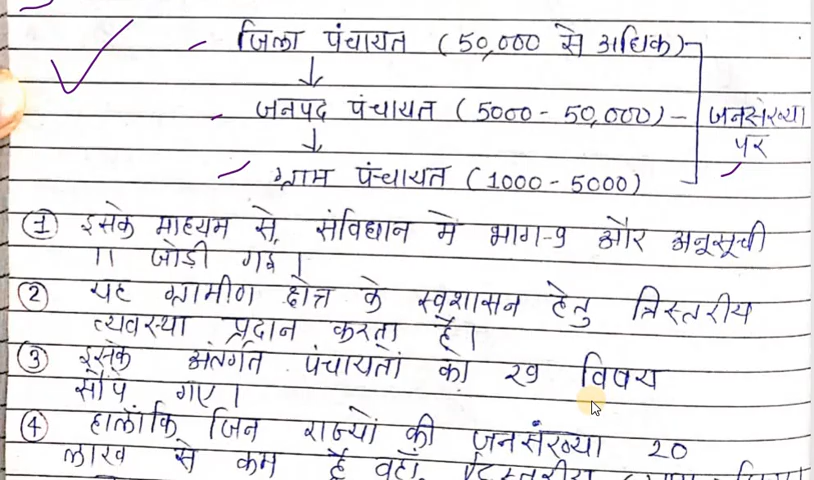 जिला पंचायत (50,000 से अधिक)
जनपद पंचायत (5000 - 50,000) - जनसंख्या पर
ग्राम पंचायत (1000 - 5000)
① इसके माध्यम से, संविधान में भाग-9 और अनुसूची
11 जोड़ी गई।
② यह ग्रामीण क्षेत्र के स्वशासन हेतु त्रिस्तरीय
व्यवस्था प्रदान करता है।
③ इसके अंतर्गत पंचायतों को 29 विषय
सौंपे गए।
④ हालाँकि जिन राज्यों की जनसंख्या 20
लाख से कम है वहाँ द्विस्तरीय